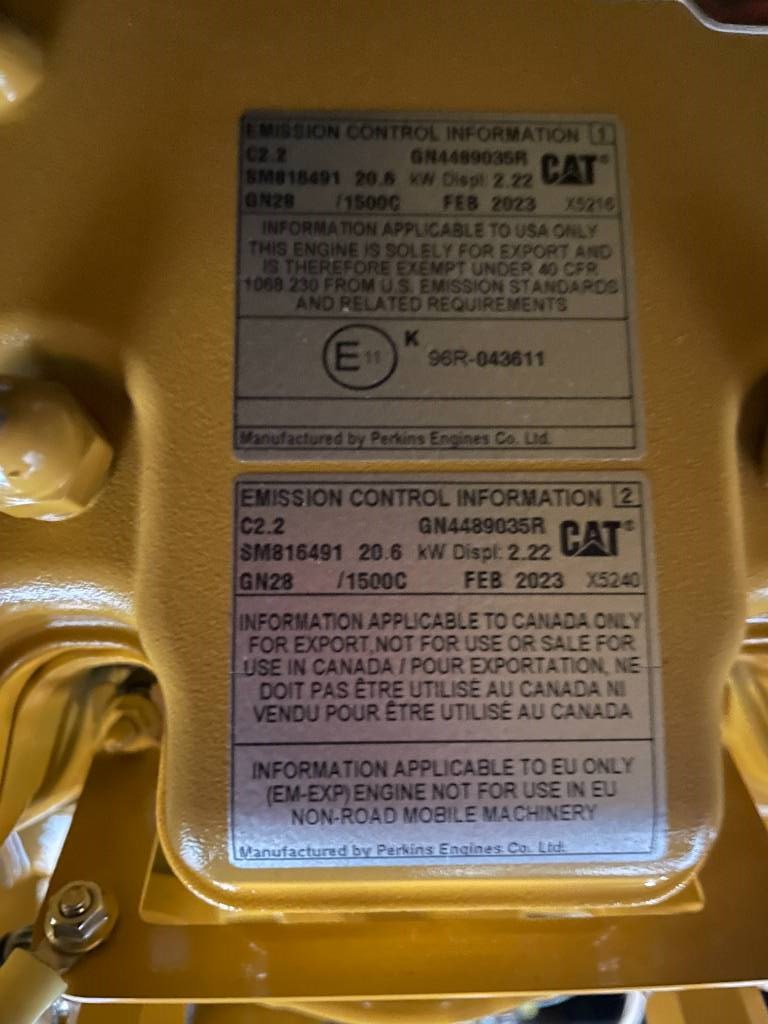 EMISSION CONTROL INFORMATION 1
C2.2 GN4489035R CAT®
SM816491 20.6 kW Displ: 2.22
GN28 /1500C FEB 2023 X5216
INFORMATION APPLICABLE TO USA ONLY
THIS ENGINE IS SOLELY FOR EXPORT AND
IS THEREFORE EXEMPT UNDER 40 CFR
1068.230 FROM U.S. EMISSION STANDARDS
AND RELATED REQUIREMENTS
E11 K 96R-043611
Manufactured by Perkins Engines Co. Ltd.
EMISSION CONTROL INFORMATION 2
C2.2 GN4489035R CAT®
SM816491 20.6 kW Displ: 2.22
GN28 /1500C FEB 2023 X5240
INFORMATION APPLICABLE TO CANADA ONLY
FOR EXPORT,NOT FOR USE OR SALE FOR
USE IN CANADA / POUR EXPORTATION, NE
DOIT PAS ÊTRE UTILISÉ AU CANADA NI
VENDU POUR ÊTRE UTILISÉ AU CANADA
INFORMATION APPLICABLE TO EU ONLY
(EM-EXP) ENGINE NOT FOR USE IN EU
NON-ROAD MOBILE MACHINERY
Manufactured by Perkins Engines Co. Ltd.